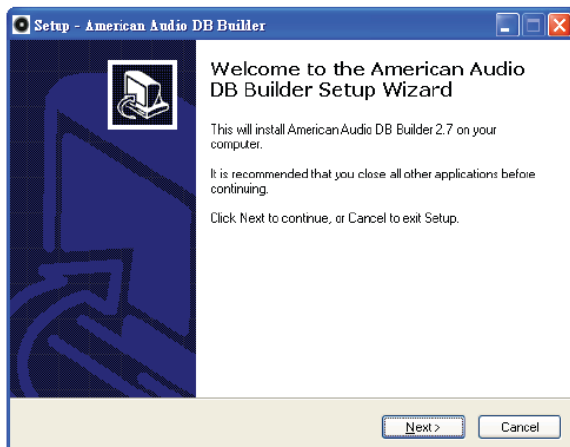 Setup - American Audio DB Builder
Welcome to the American Audio
DB Builder Setup Wizard
This will install American Audio DB Builder 2.7 on your
computer.
It is recommended that you close all other applications before
continuing.
Click Next to continue, or Cancel to exit Setup.
Next >
Cancel